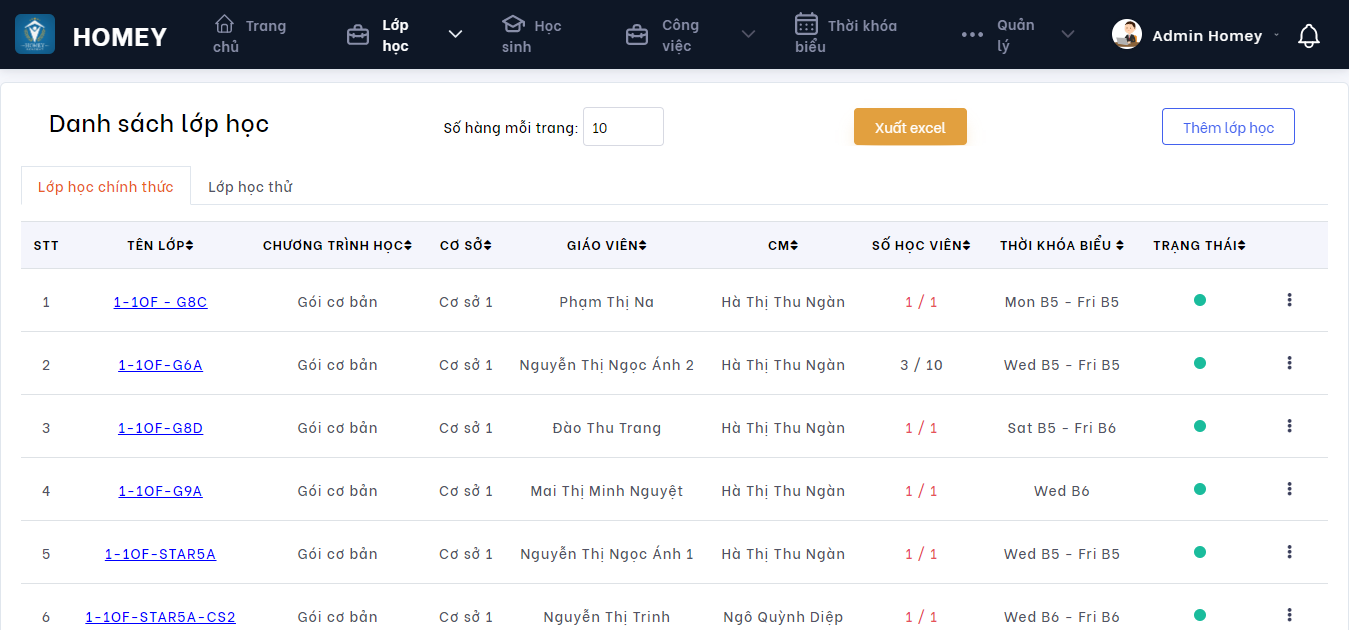 HOMEY
Trang chủ
Lớp học
Học sinh
Công việc
Thời khóa biểu
Quản lý
Admin Homey
Danh sách lớp học
Số hàng mỗi trang: 10
Xuất excel
Thêm lớp học
Lớp học chính thức
Lớp học thử
STT TÊN LỚP CHƯƠNG TRÌNH HỌC CƠ SỞ GIÁO VIÊN CM SỐ HỌC VIÊN THỜI KHÓA BIỂU TRẠNG THÁI
1 1-1OF - G8C Gói cơ bản Cơ sở 1 Phạm Thị Na Hà Thị Thu Ngàn 1 / 1 Mon B5 - Fri B5
2 1-1OF-G6A Gói cơ bản Cơ sở 1 Nguyễn Thị Ngọc Ánh 2 Hà Thị Thu Ngàn 3 / 10 Wed B5 - Fri B5
3 1-1OF-G8D Gói cơ bản Cơ sở 1 Đào Thu Trang Hà Thị Thu Ngàn 1 / 1 Sat B5 - Fri B6
4 1-1OF-G9A Gói cơ bản Cơ sở 1 Mai Thị Minh Nguyệt Hà Thị Thu Ngàn 1 / 1 Wed B6
5 1-1OF-STAR5A Gói cơ bản Cơ sở 1 Nguyễn Thị Ngọc Ánh 1 Hà Thị Thu Ngàn 1 / 1 Wed B5 - Fri B5
6 1-1OF-STAR5A-CS2 Gói cơ bản Cơ sở 1 Nguyễn Thị Trinh Ngô Quỳnh Diệp 1 / 1 Wed B6 - Fri B6